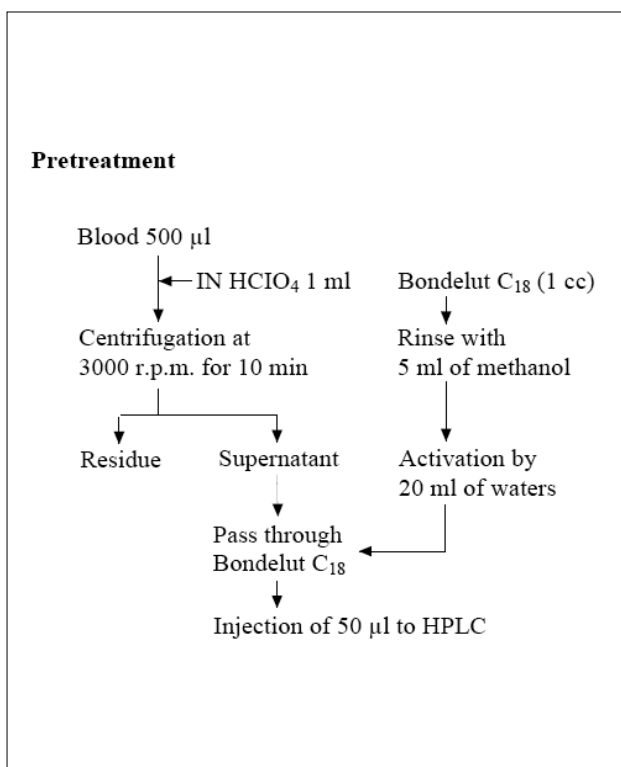 Pretreatment
Blood 500 µl
IN HCIO₄ 1 ml
Centrifugation at
3000 r.p.m. for 10 min
Residue
Supernatant
Bondelut C₁₈ (1 cc)
Rinse with
5 ml of methanol
Activation by
20 ml of waters
Pass through
Bondelut C₁₈
Injection of 50 µl to HPLC